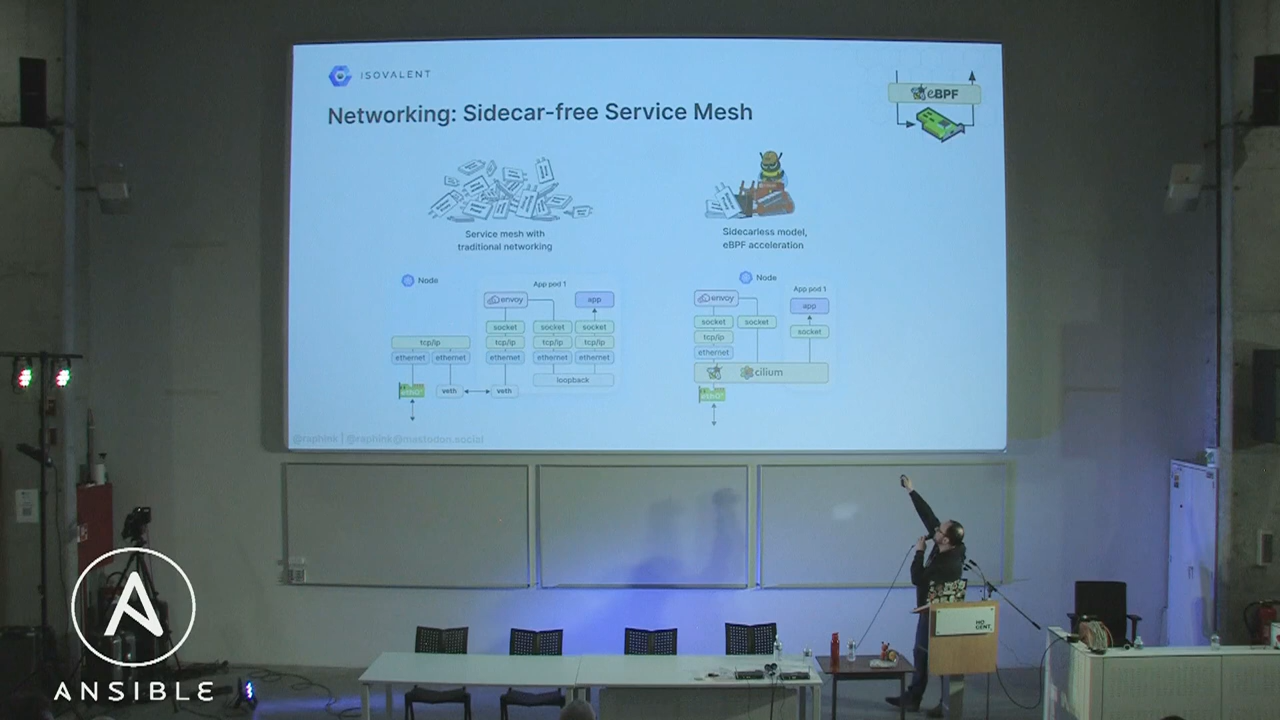 ISOVALENT
eBPF
Networking: Sidecar-free Service Mesh
Service mesh with
traditional networking
Sidecarless model,
eBPF acceleration
Node
App pod 1
envoy
app
socket
socket
socket
tcp/ip
tcp/ip
tcp/ip
tcp/ip
ethernet
ethernet
ethernet
ethernet
ethernet
loopback
veth
veth
Node
App pod 1
envoy
app
socket
socket
socket
tcp/ip
ethernet
cilium
@raphink | @raphink@mastodon.social
HO
GENT
ANSIBLE